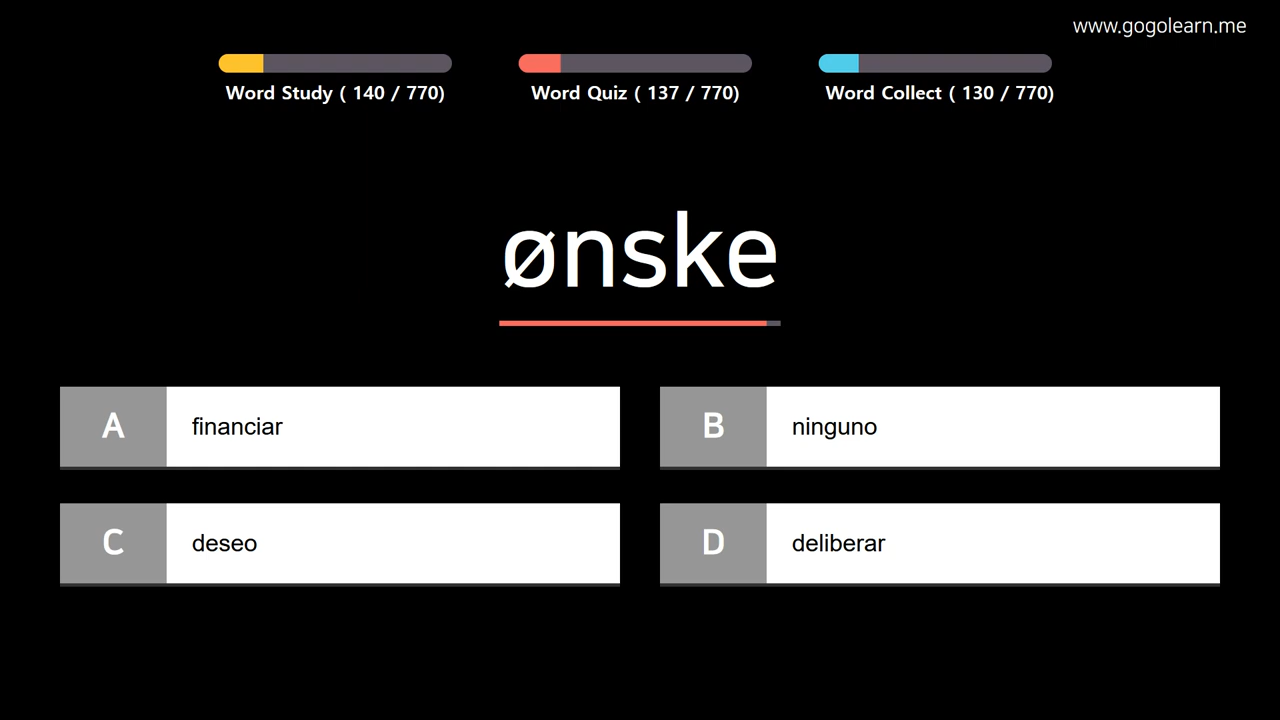 www.gogolearn.me
Word Study ( 140 / 770)
Word Quiz ( 137 / 770)
Word Collect ( 130 / 770)
ønske
A financiar
B ninguno
C deseo
D deliberar